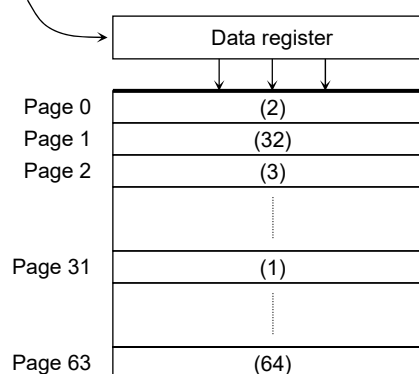 Data register
Page 0 (2)
Page 1 (32)
Page 2 (3)
Page 31 (1)
Page 63 (64)